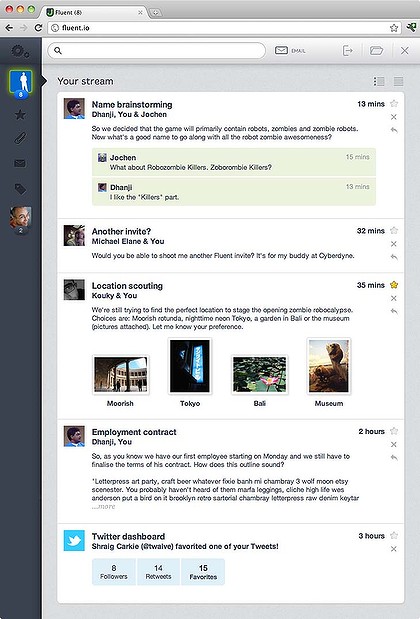 Fluent (8)
fluent.io
EMAIL
8
2
Your stream
Name brainstorming
13 mins
Dhanji, You & Jochen
So we decided that the game will primarily contain robots, zombies and zombie robots.
Now what's a good name to go along with all the robot zombie awesomeness?
Jochen
15 mins
What about Robozombie Killers. Zeborombie Killers?
Dhanji
13 mins
I like the "Killers" part.
Another invite?
32 mins
Michael Elane & You
Would you be able to shoot me another Fluent invite? It's for my buddy at Cyberdyne.
Location scouting
35 mins
Kouky & You
We're still trying to find the perfect location to stage the opening zombie robocalypse.
Choices are: Moorish rotunda, nighttime neon Tokyo, a garden in Bali or the museum
(pictures attached). Let me know your preference.
Moorish
Tokyo
Bali
Museum
Employment contract
2 hours
Dhanji, You
So, as you know we have our first employee starting on Monday and we still have to
finalise the terms of his contract. How does this outline sound?
"Letterpress art party, craft beer whatever fixie banh mi chambray 3 wolf moon etsy
scenester. You probably haven't heard of them marfa leggings, cliche high life wes
anderson put a bird on it brooklyn retro sartorial chambray letterpress raw denim keytar
...more
Twitter dashboard
3 hours
Shraig Carkie (@twalve) favorited one of your Tweets!
8
Followers
14
Retweets
15
Favorites